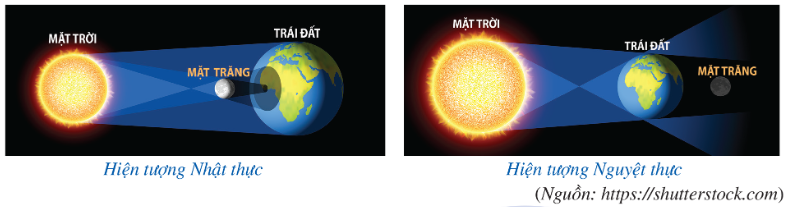 MẶT TRỜI
TRÁI ĐẤT
MẶT TRĂNG
Hiện tượng Nhật thực
MẶT TRỜI
TRÁI ĐẤT
MẶT TRĂNG
Hiện tượng Nguyệt thực
(Nguồn: https://shutterstock.com)